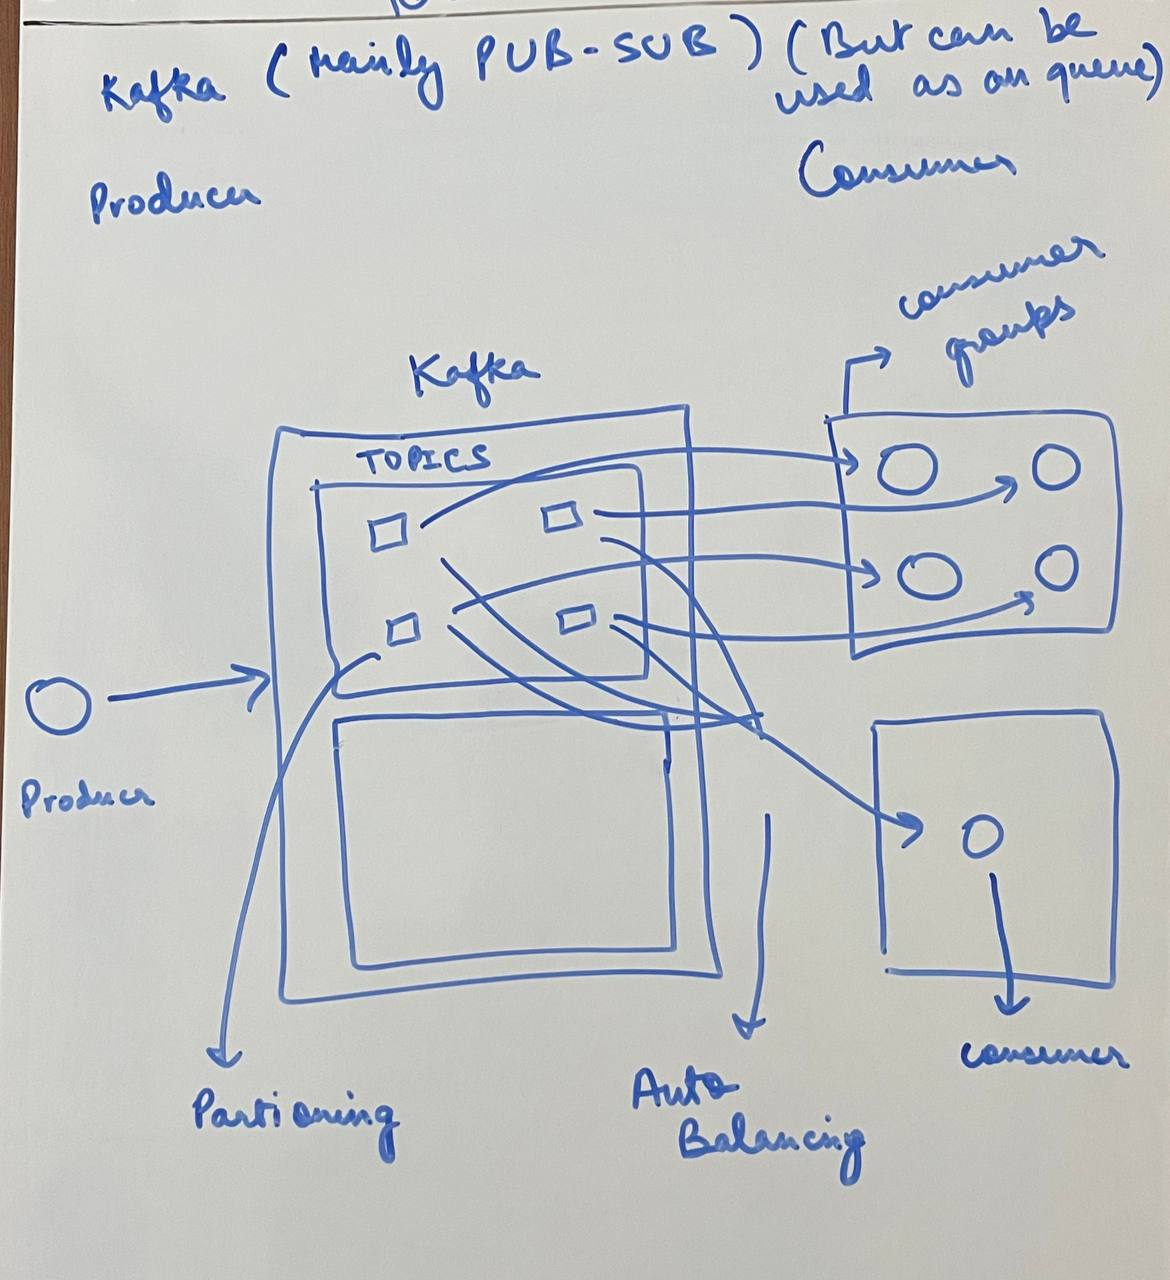 Kafka (Mainly PUB-SUB) (But can be
used as an queue)
Producer
Consumer
consumer
groups
Kafka
TOPICS
Producer
consumer
Partioning
Auto
Balancing